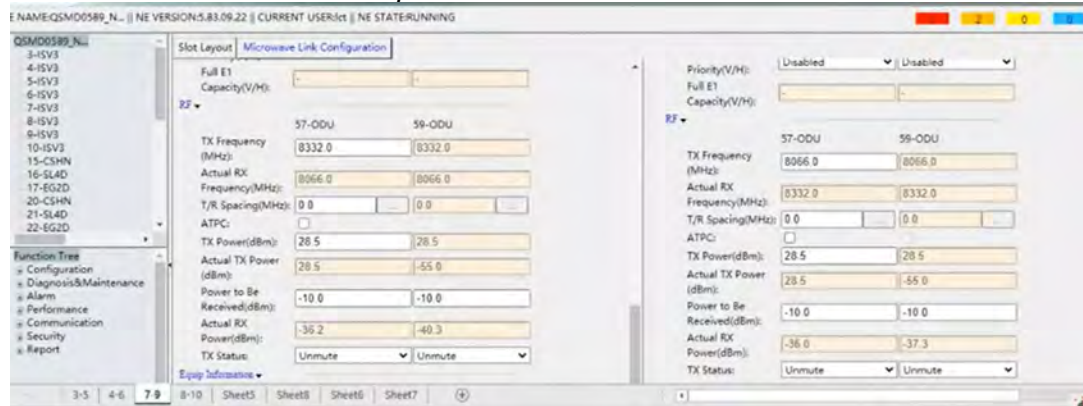 E NAME:QSMD0589_N... || NE VERSION:5.83.09.22 || CURRENT USER:lct || NE STATE:RUNNING
2 0 0
QSMD0589_N...
3-ISV3
4-ISV3
5-ISV3
6-ISV3
7-ISV3
8-ISV3
9-ISV3
10-ISV3
15-CSHN
16-SL4D
17-EG2D
20-CSHN
21-SL4D
22-EG2D
Function Tree
Configuration
Diagnosis&Maintenance
Alarm
Performance
Communication
Security
Report
Slot Layout Microwave Link Configuration
Full E1
Capacity(V/H): - -
RF
57-ODU 59-ODU
TX Frequency
(MHz): 8332.0 8332.0
Actual RX
Frequency(MHz): 8066.0 8066.0
T/R Spacing(MHz): 0.0 ... 0.0 ...
ATPC:
TX Power(dBm): 28.5 28.5
Actual TX Power
(dBm): 28.5 -55.0
Power to Be
Received(dBm): -10.0 -10.0
Actual RX
Power(dBm): -36.2 -40.3
TX Status: Unmute Unmute
Equip Information
Priority(V/H): Disabled Disabled
Full E1
Capacity(V/H): - -
RF
57-ODU 59-ODU
TX Frequency
(MHz): 8066.0 8066.0
Actual RX
Frequency(MHz): 8332.0 8332.0
T/R Spacing(MHz): 0.0 ... 0.0 ...
ATPC:
TX Power(dBm): 28.5 28.5
Actual TX Power
(dBm): 28.5 -55.0
Power to Be
Received(dBm): -10.0 -10.0
Actual RX
Power(dBm): -36.0 -37.3
TX Status: Unmute Unmute
3-5 4-6 7-9 8-10 Sheet5 Sheet8 Sheet6 Sheet7